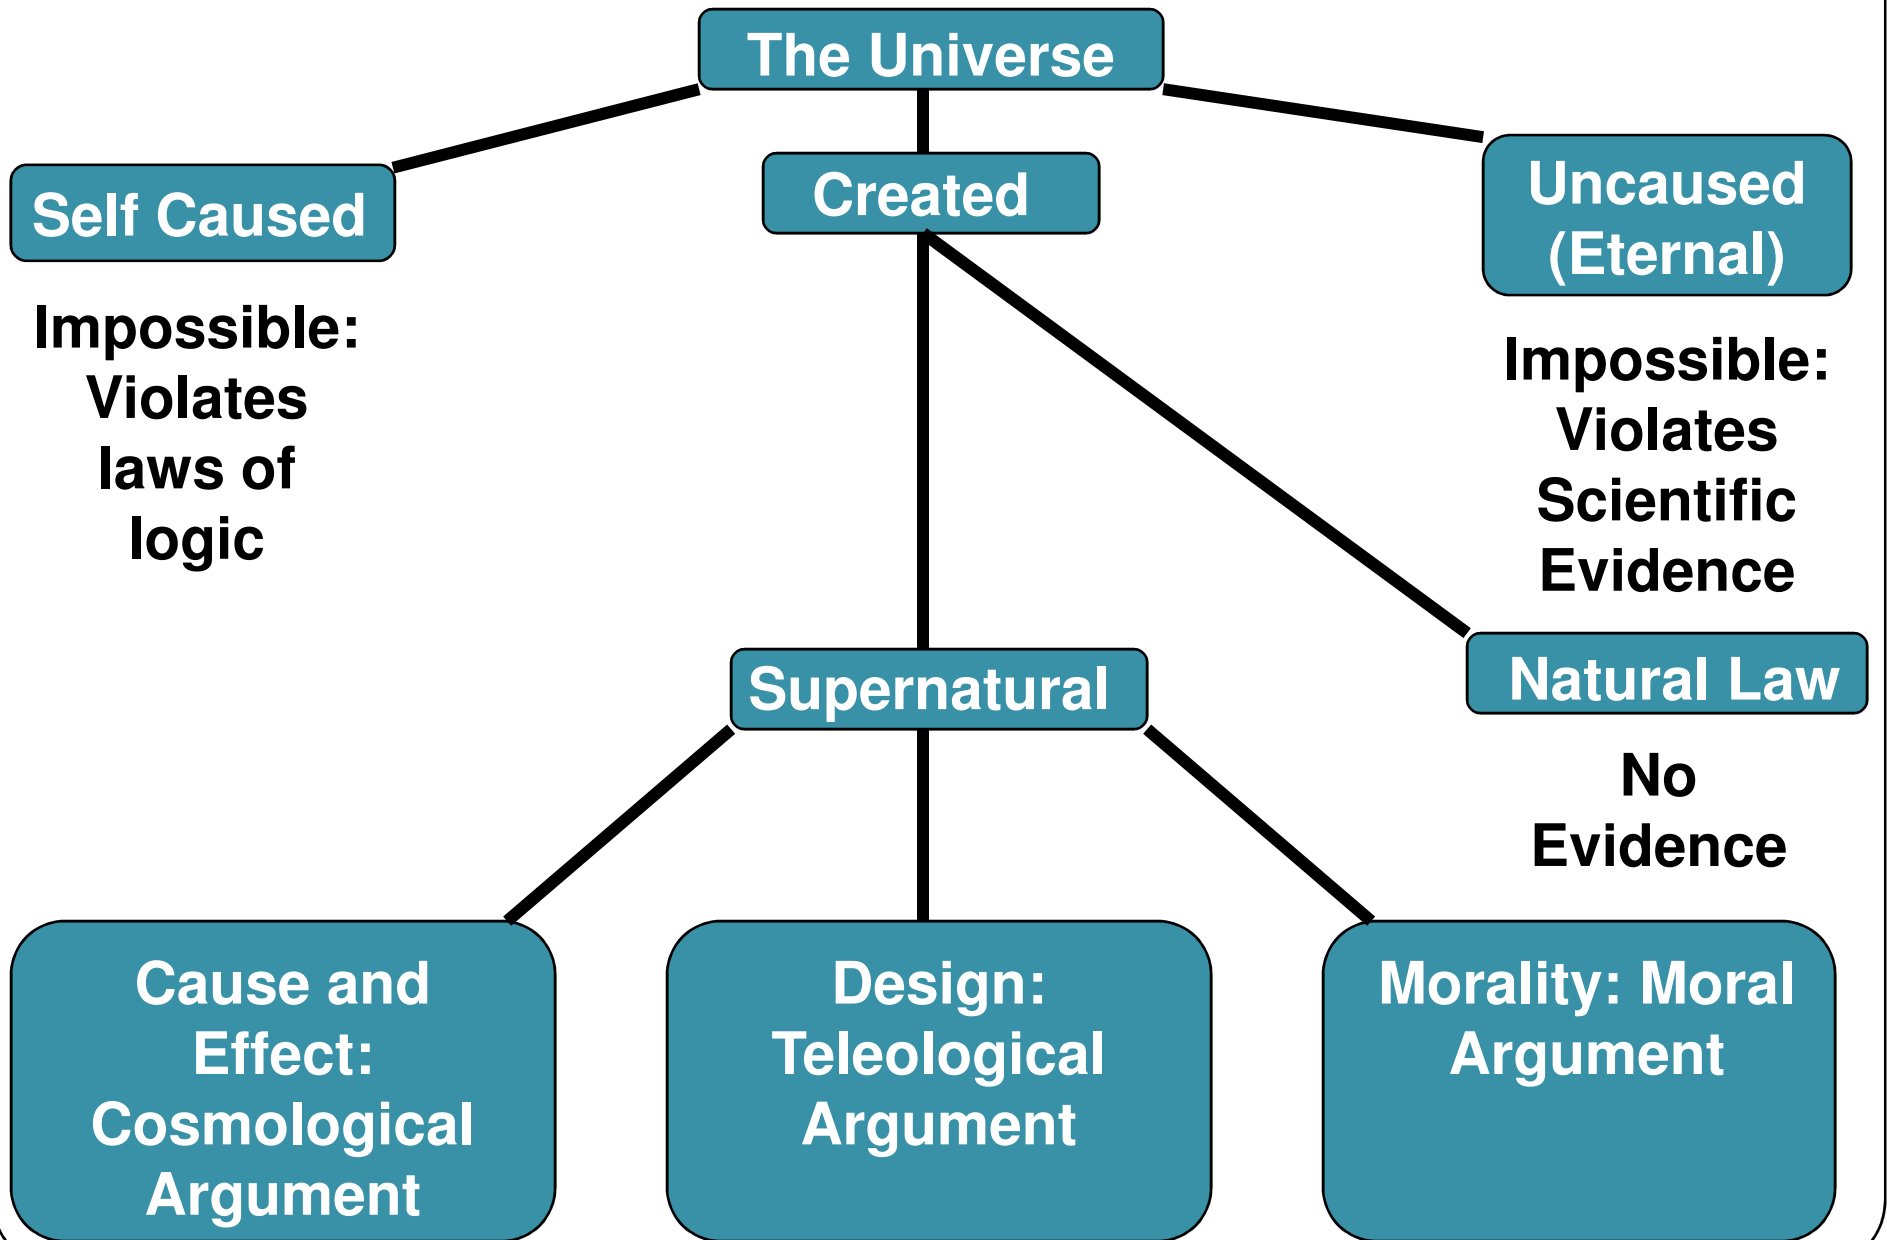 The Universe
Self Caused
Created
Uncaused
(Eternal)
Impossible:
Violates
laws of
logic
Impossible:
Violates
Scientific
Evidence
Supernatural
Natural Law
No
Evidence
Cause and
Effect:
Cosmological
Argument
Design:
Teleological
Argument
Morality: Moral
Argument